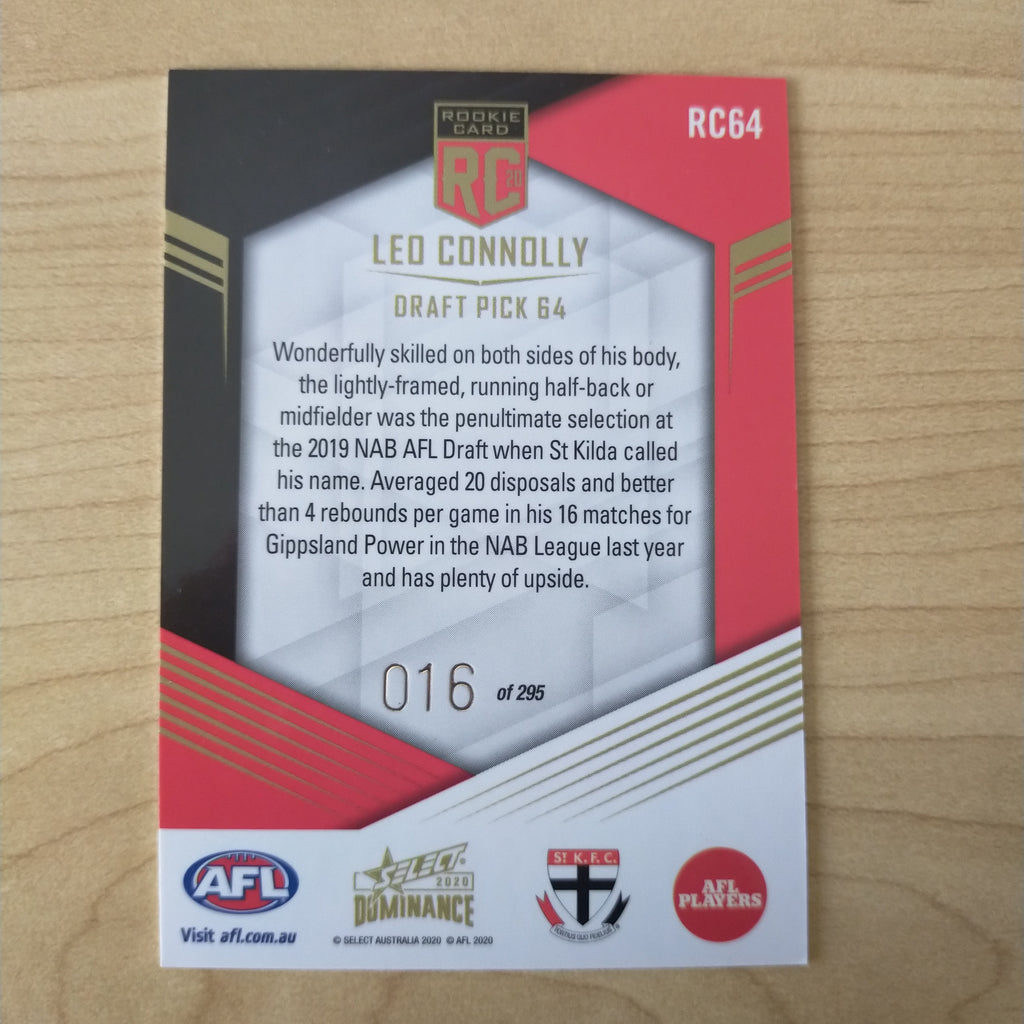 ROOKIE
CARD
RC64
RC
20
LEO CONNOLLY
DRAFT PICK 64
Wonderfully skilled on both sides of his body,
the lightly-framed, running half-back or
midfielder was the penultimate selection at
the 2019 NAB AFL Draft when St Kilda called
his name. Averaged 20 disposals and better
than 4 rebounds per game in his 16 matches for
Gippsland Power in the NAB League last year
and has plenty of upside.
016 of 295
AFL
Visit afl.com.au
SELECT
2020
DOMINANCE
© SELECT AUSTRALIA 2020 © AFL 2020
ST K.F.C.
AFL
PLAYERS